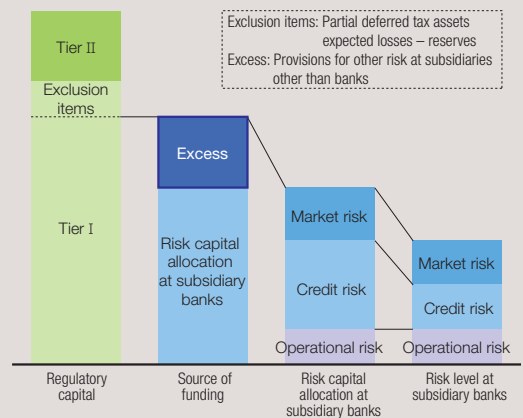 Exclusion items: Partial deferred tax assets
expected losses – reserves
Excess: Provisions for other risk at subsidiaries
other than banks
Tier II
Exclusion
items
Tier I
Excess
Risk capital
allocation
at subsidiary
banks
Market risk
Credit risk
Operational risk
Market risk
Credit risk
Operational risk
Regulatory
capital
Source of
funding
Risk capital
allocation at
subsidiary banks
Risk level at
subsidiary banks